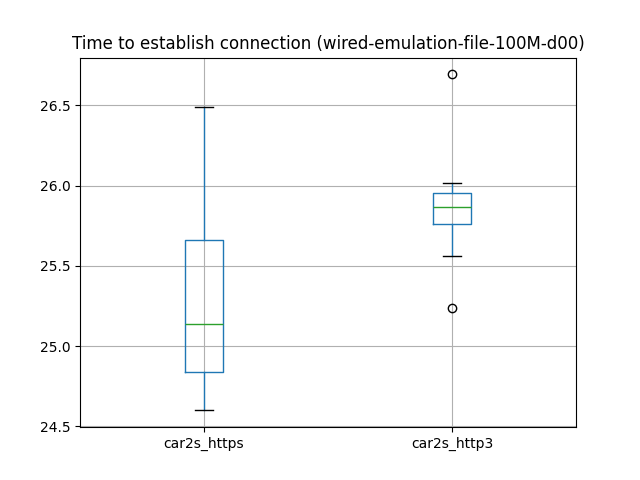 Time to establish connection (wired-emulation-file-100M-d00)
26.5
26.0
25.5
25.0
24.5
car2s_https car2s_http3